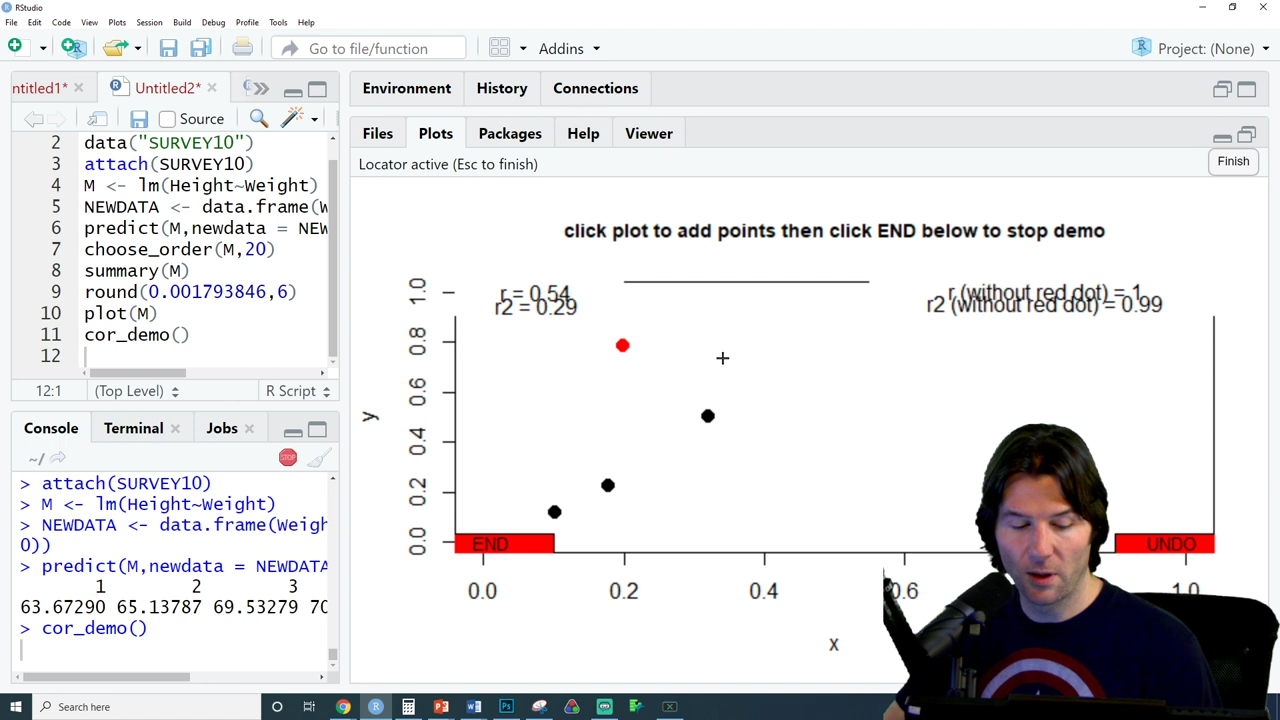 RStudio
File Edit Code View Plots Session Build Debug Profile Tools Help
Go to file/function Addins Project: (None)
ntitled1* Untitled2*
Source
2 data("SURVEY10")
3 attach(SURVEY10)
4 M <- lm(Height~Weight)
5 NEWDATA <- data.frame(W
6 predict(M,newdata = NEW
7 choose_order(M,20)
8 summary(M)
9 round(0.001793846,6)
10 plot(M)
11 cor_demo()
12
12:1 (Top Level) R Script
Console Terminal Jobs
~/
STOP
> attach(SURVEY10)
> M <- lm(Height~Weight)
> NEWDATA <- data.frame(Weigh
0))
> predict(M,newdata = NEWDATA
1 2 3
63.67290 65.13787 69.53279 70
> cor_demo()
Environment History Connections
Files Plots Packages Help Viewer
Locator active (Esc to finish) Finish
click plot to add points then click END below to stop demo
r = 0.54 r (without red dot) = 1
r2 = 0.29 r2 (without red dot) = 0.99
1.0
0.8
0.6
0.4
0.2
0.0
y
END UNDO
0.0 0.2 0.4 0.6 1.0
x
Search here